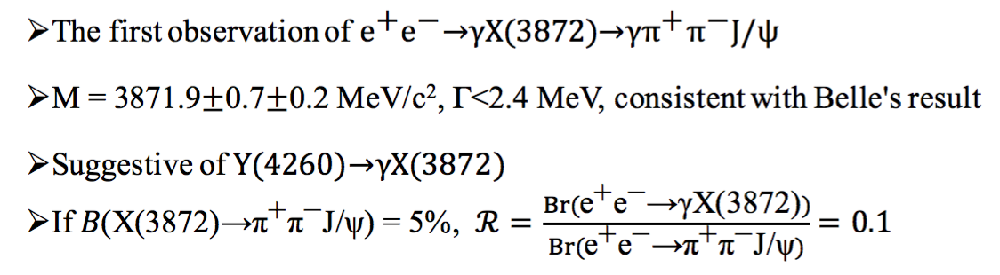 ➢The first observation of e⁺e⁻→γX(3872)→γπ⁺π⁻J/ψ
➢M = 3871.9±0.7±0.2 MeV/c², Γ<2.4 MeV, consistent with Belle's result
➢Suggestive of Y(4260)→γX(3872)
➢If B(X(3872)→π⁺π⁻J/ψ) = 5%, ℛ = Br(e⁺e⁻→γX(3872))/Br(e⁺e⁻→π⁺π⁻J/ψ) = 0.1